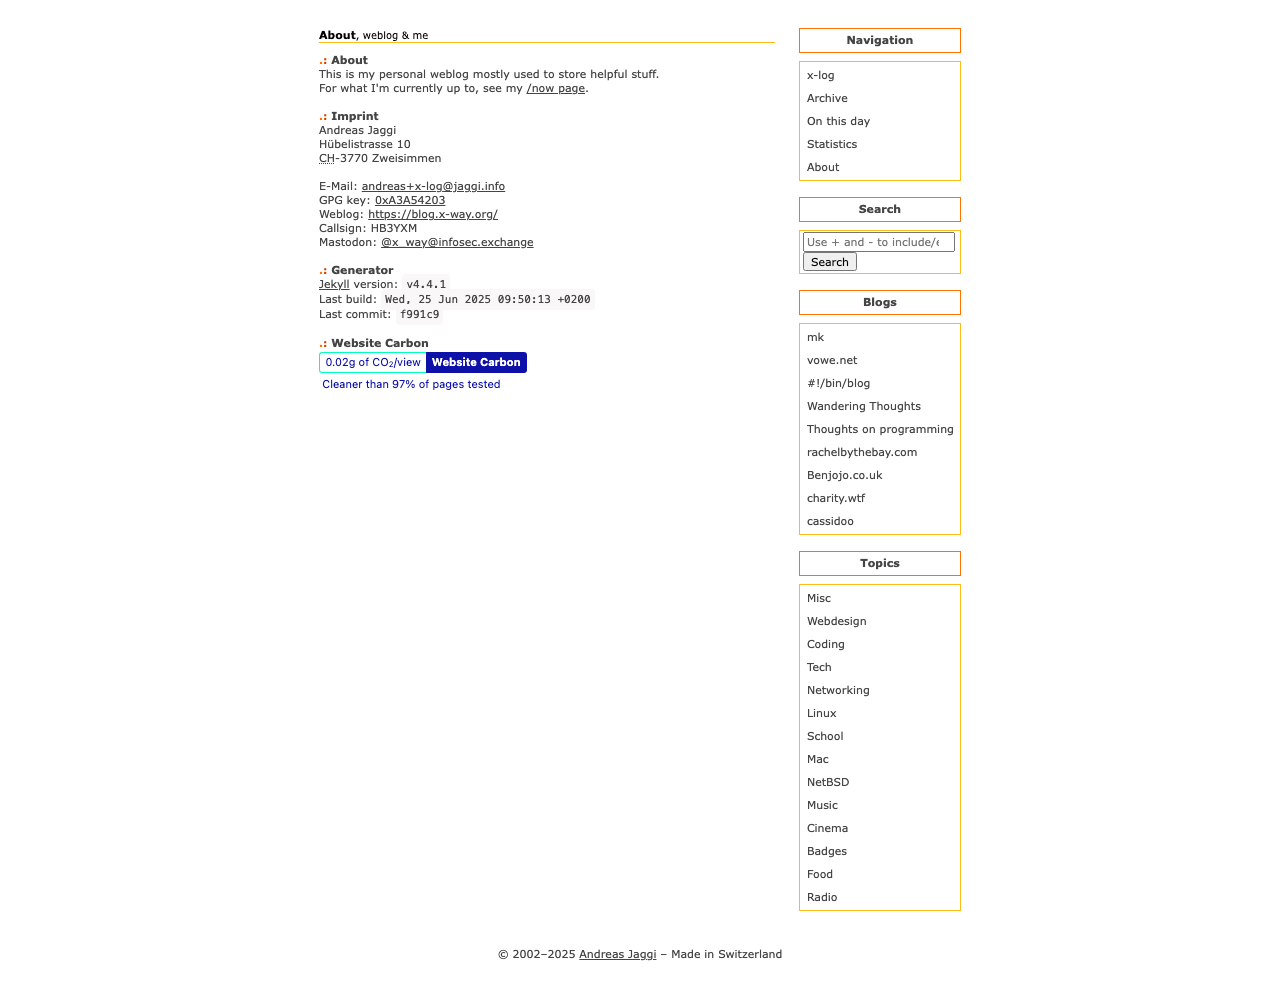 About, weblog & me
.: About
This is my personal weblog mostly used to store helpful stuff.
For what I'm currently up to, see my /now page.
.: Imprint
Andreas Jaggi
Hübelistrasse 10
CH-3770 Zweisimmen
E-Mail: andreas+x-log@jaggi.info
GPG key: 0xA3A54203
Weblog: https://blog.x-way.org/
Callsign: HB3YXM
Mastodon: @x_way@infosec.exchange
.: Generator
Jekyll version: v4.4.1
Last build: Wed, 25 Jun 2025 09:50:13 +0200
Last commit: f991c9
.: Website Carbon
0.02g of CO₂/view Website Carbon
Cleaner than 97% of pages tested
Navigation
x-log
Archive
On this day
Statistics
About
Search
Use + and - to include/
Search
Blogs
mk
vowe.net
#!/bin/blog
Wandering Thoughts
Thoughts on programming
rachelbythebay.com
Benjojo.co.uk
charity.wtf
cassidoo
Topics
Misc
Webdesign
Coding
Tech
Networking
Linux
School
Mac
NetBSD
Music
Cinema
Badges
Food
Radio
© 2002–2025 Andreas Jaggi – Made in Switzerland